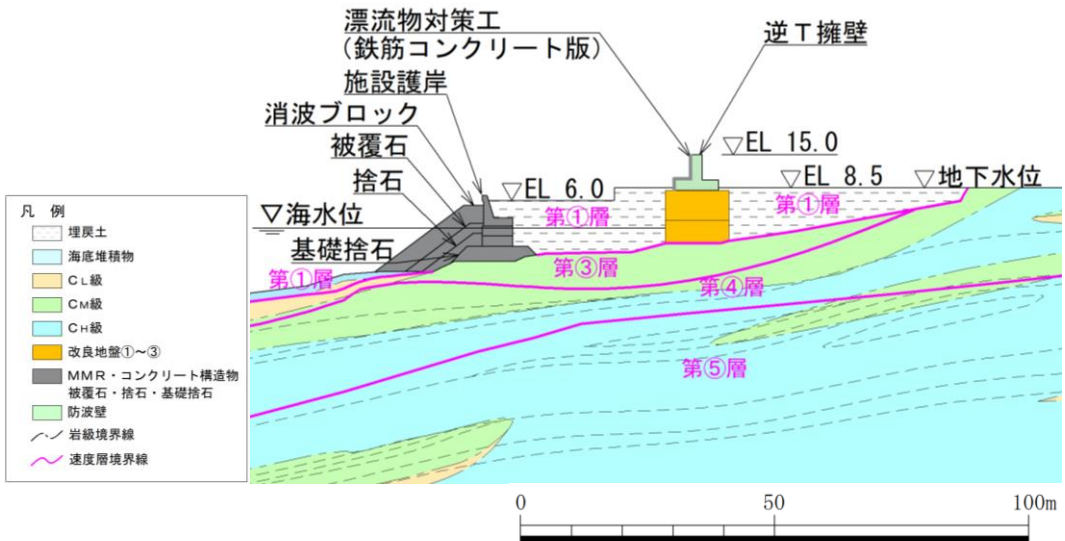 漂流物対策工
(鉄筋コンクリート版)
逆T擁壁
施設護岸
消波ブロック
被覆石
捨石
▽EL 15.0
▽EL 6.0
▽EL 8.5
▽地下水位
▽海水位
基礎捨石
第①層
第①層
第①層
第③層
第④層
第⑤層
凡 例
埋戻土
海底堆積物
CL級
CM級
CH級
改良地盤①~③
MMR・コンクリート構造物
被覆石・捨石・基礎捨石
防波壁
岩級境界線
速度層境界線
0
50
100m